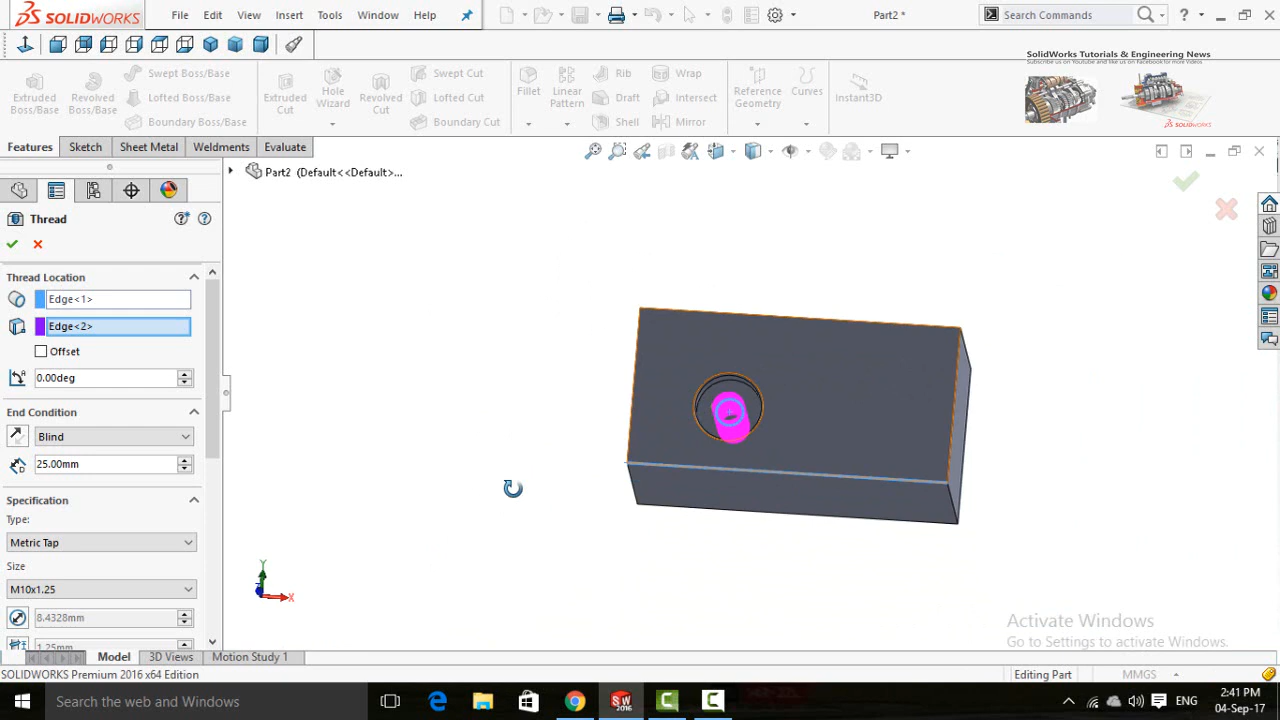 SOLIDWORKS File Edit View Insert Tools Window Help Part2 * Search Commands ?
SolidWorks Tutorials & Engineering News
Extruded Boss/Base Revolved Boss/Base Swept Boss/Base Lofted Boss/Base Boundary Boss/Base
Extruded Cut Hole Wizard Revolved Cut Swept Cut Lofted Cut Boundary Cut
Fillet Linear Pattern Rib Draft Shell Wrap Intersect Mirror
Reference Geometry Curves Instant3D
SOLIDWORKS
Features Sketch Sheet Metal Weldments Evaluate
Part2 (Default<<Default>...
Thread
Thread Location
Edge<1>
Edge<2>
Offset
0.00deg
End Condition
Blind
25.00mm
Specification
Type:
Metric Tap
Size
M10x1.25
8.4328mm
1.25mm
Y
X
Activate Windows
Go to Settings to activate Windows.
Model 3D Views Motion Study 1
SOLIDWORKS Premium 2016 x64 Edition Editing Part MMGS
Search the web and Windows
SW
2016
ENG
2:41 PM
04-Sep-17